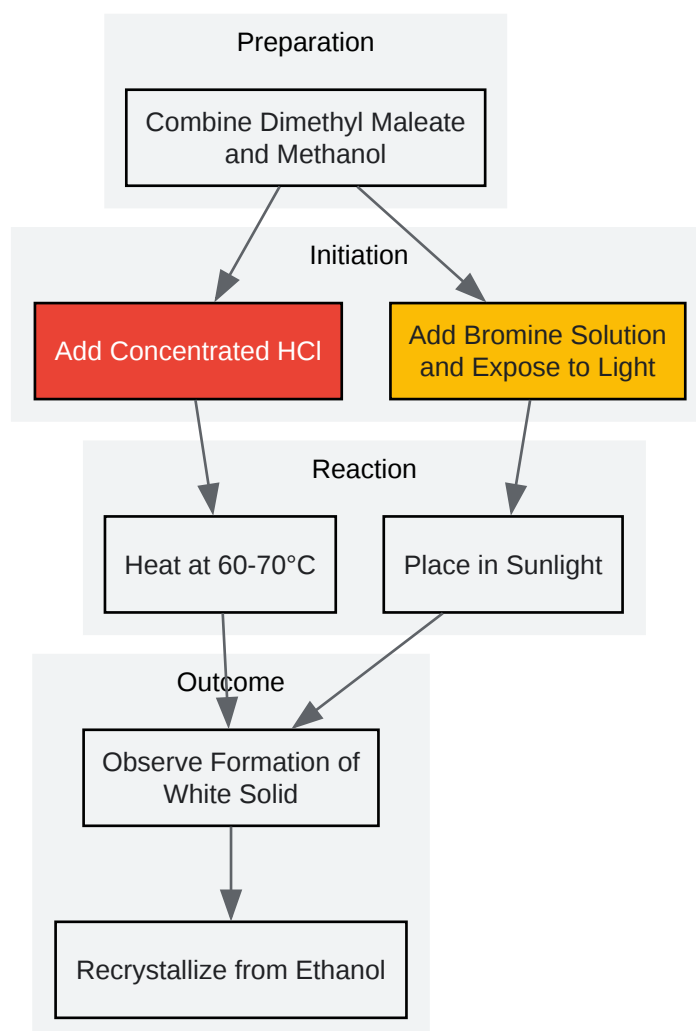 Preparation
Combine Dimethyl Maleate
and Methanol
Initiation
Add Concentrated HCl
Add Bromine Solution
and Expose to Light
Reaction
Heat at 60-70°C
Place in Sunlight
Outcome
Observe Formation of
White Solid
Recrystallize from Ethanol